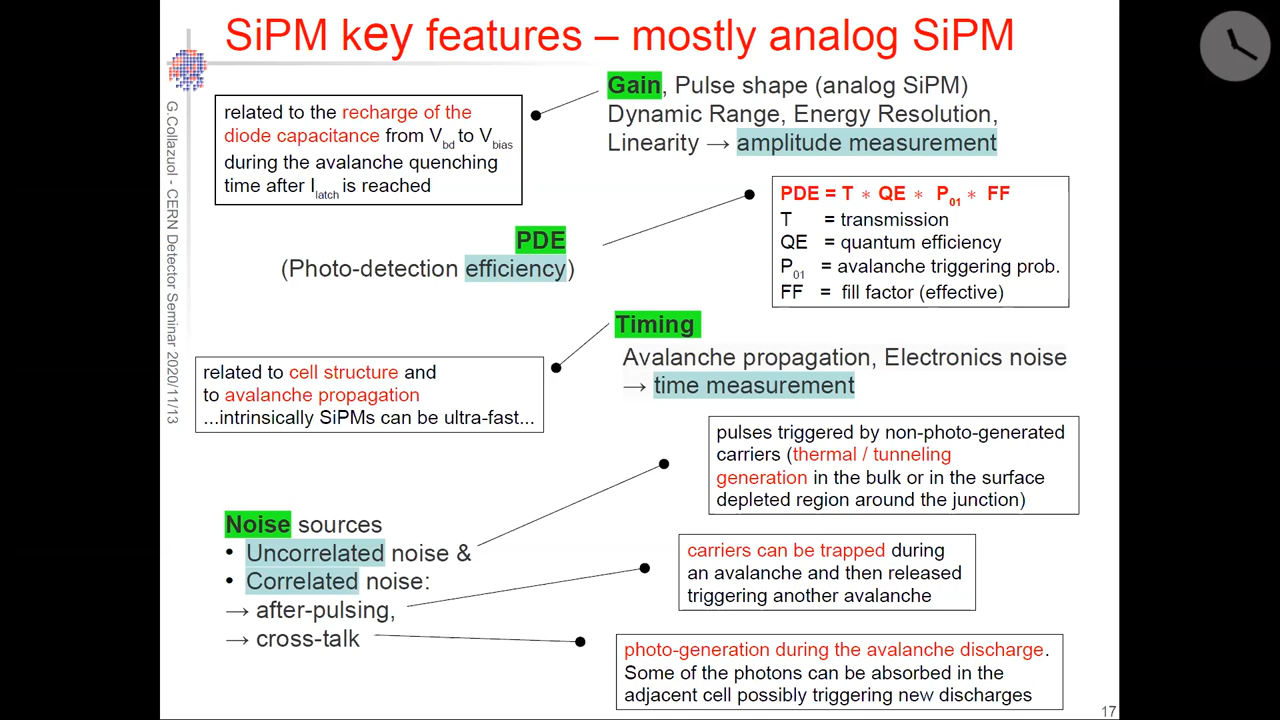 SiPM key features – mostly analog SiPM
G.Collazuol - CERN Detector Seminar 2020/11/13
Gain, Pulse shape (analog SiPM)
Dynamic Range, Energy Resolution,
Linearity → amplitude measurement
related to the recharge of the
diode capacitance from Vbd to Vbias
during the avalanche quenching
time after Ilatch is reached
PDE
(Photo-detection efficiency)
PDE = T * QE * P01 * FF
T = transmission
QE = quantum efficiency
P01 = avalanche triggering prob.
FF = fill factor (effective)
Timing
Avalanche propagation, Electronics noise
→ time measurement
related to cell structure and
to avalanche propagation
...intrinsically SiPMs can be ultra-fast...
pulses triggered by non-photo-generated
carriers (thermal / tunneling
generation in the bulk or in the surface
depleted region around the junction)
Noise sources
• Uncorrelated noise &
• Correlated noise:
→ after-pulsing,
→ cross-talk
carriers can be trapped during
an avalanche and then released
triggering another avalanche
photo-generation during the avalanche discharge.
Some of the photons can be absorbed in the
adjacent cell possibly triggering new discharges
17